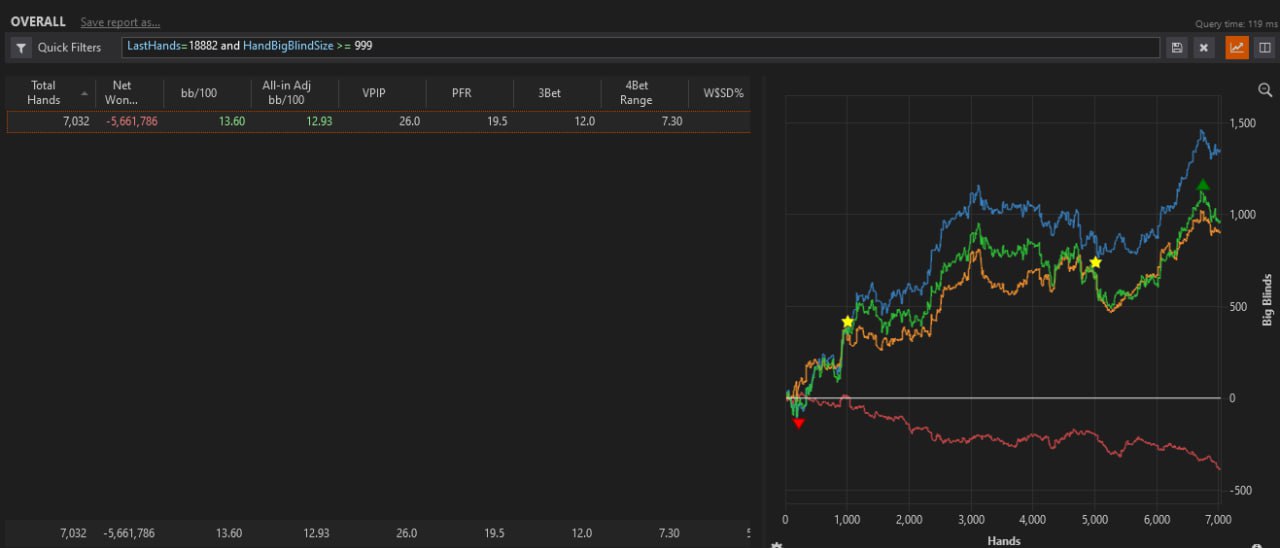 OVERALL Save report as...
Query time: 119 ms
Quick Filters LastHands=18882 and HandBigBlindSize >= 999
Total Hands Net Won... bb/100 All-in Adj bb/100 VPIP PFR 3Bet 4Bet Range W$SD%
7,032 -5,661,786 13.60 12.93 26.0 19.5 12.0 7.30
1,500
1,000
500
0
-500
Big Blinds
0 1,000 2,000 3,000 4,000 5,000 6,000 7,000
Hands
7,032 -5,661,786 13.60 12.93 26.0 19.5 12.0 7.30